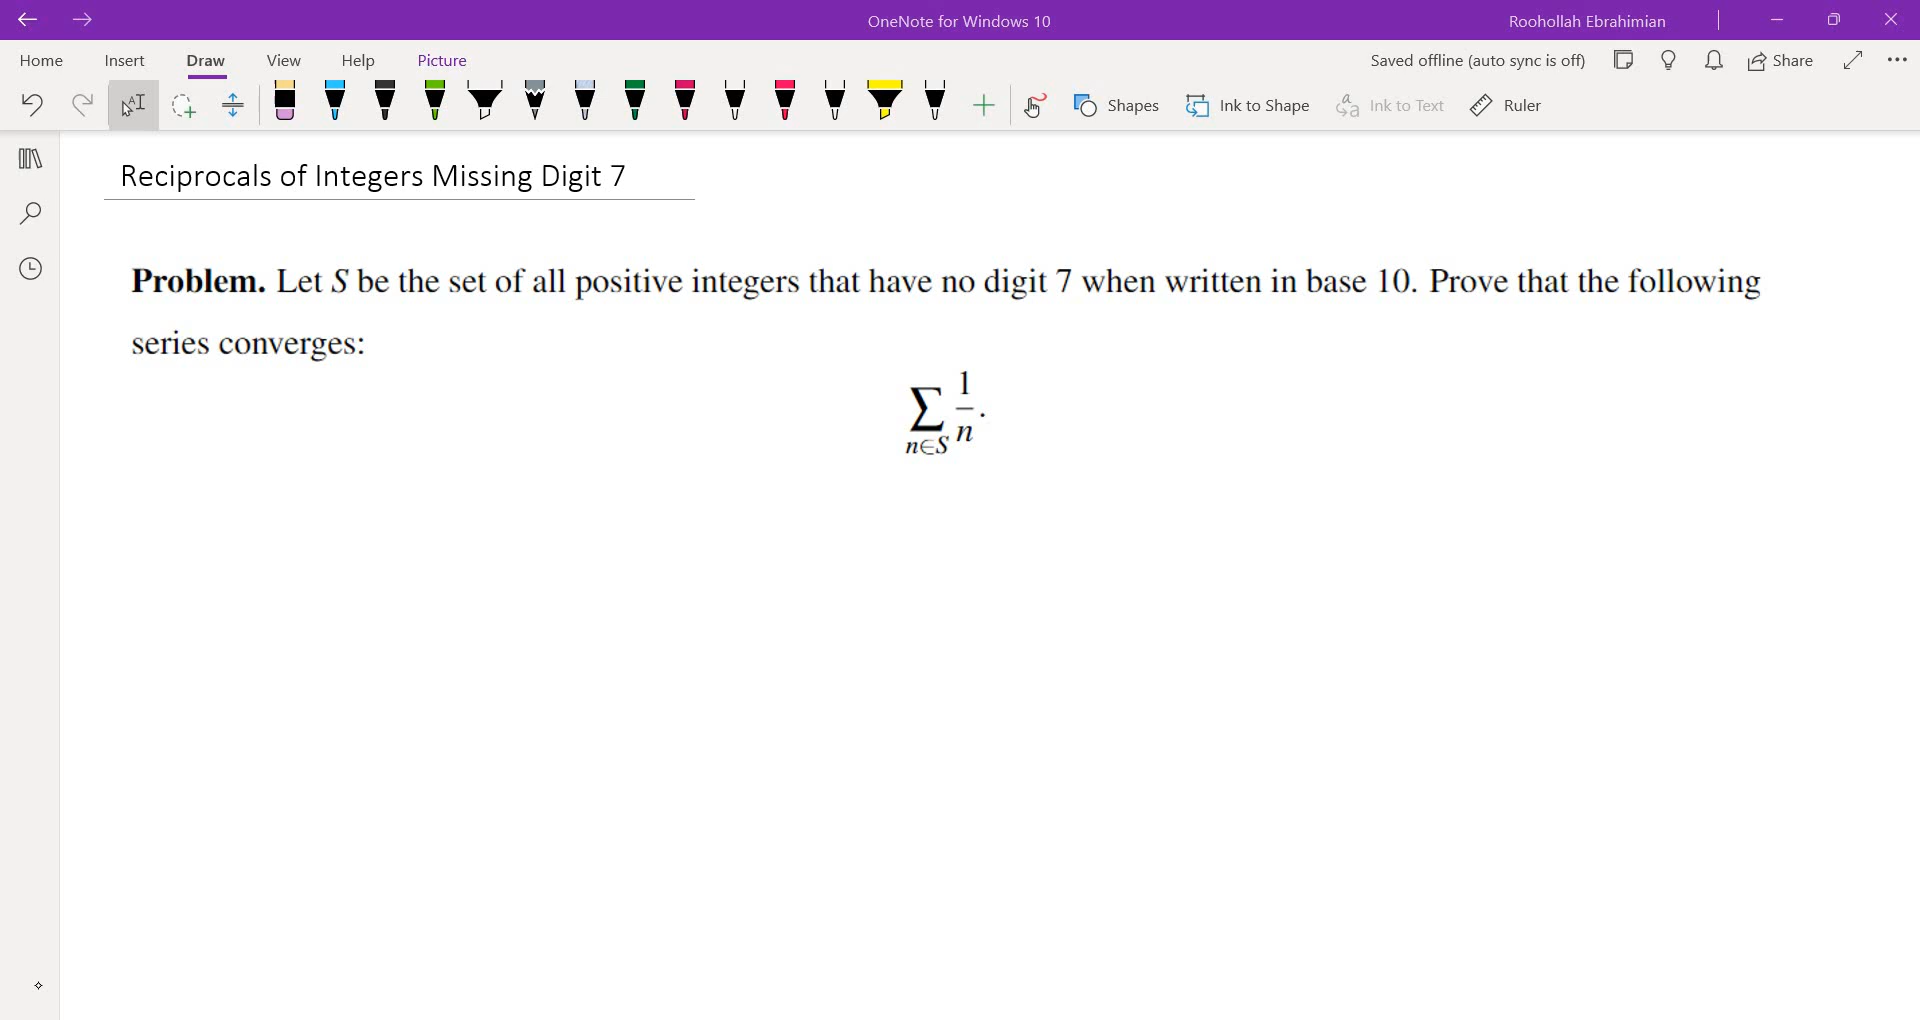 OneNote for Windows 10
Roohollah Ebrahimian
Home Insert Draw View Help Picture
Saved offline (auto sync is off)
Share
Shapes
Ink to Shape
Ink to Text
Ruler
Reciprocals of Integers Missing Digit 7
Problem. Let S be the set of all positive integers that have no digit 7 when written in base 10. Prove that the following
series converges:
∑_{n∈S} 1/n.